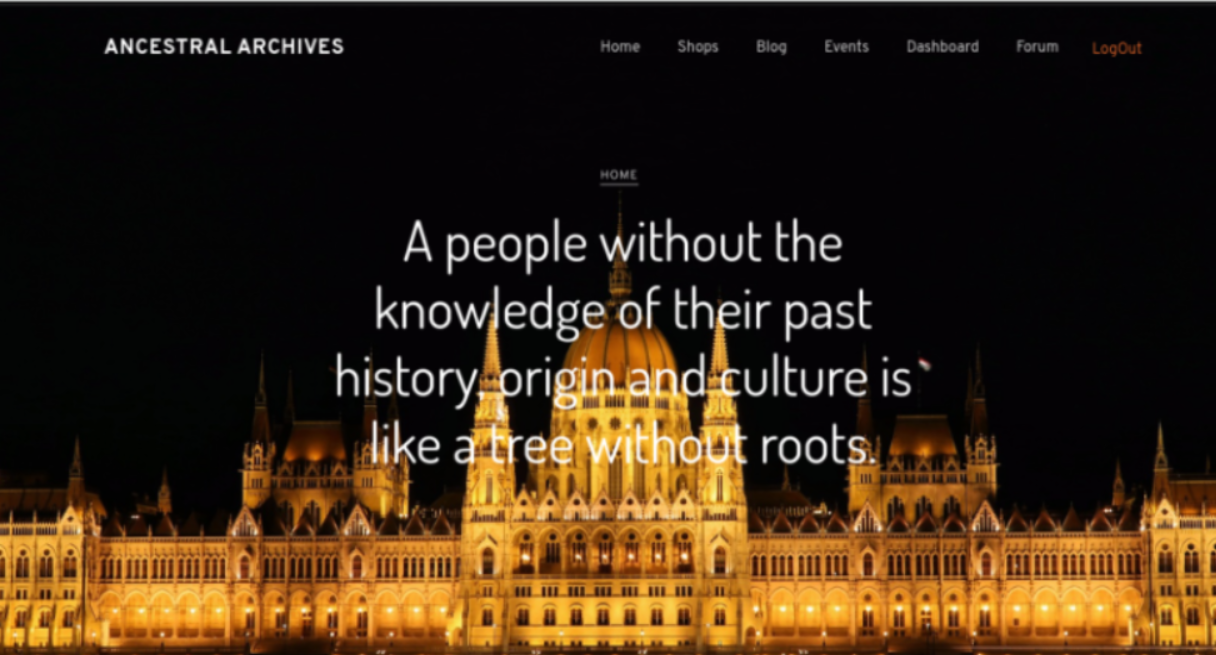 ANCESTRAL ARCHIVES
Home Shops Blog Events Dashboard Forum LogOut
HOME
A people without the
knowledge of their past
history, origin and culture is
like a tree without roots.